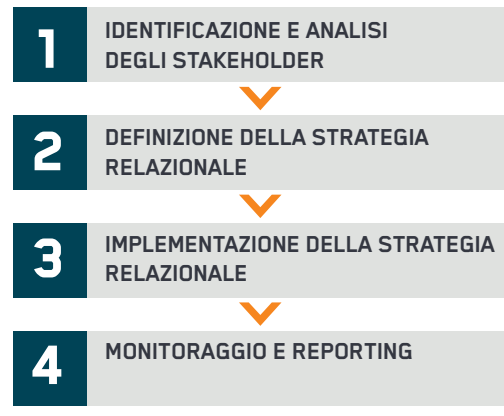 1
IDENTIFICAZIONE E ANALISI
DEGLI STAKEHOLDER
2
DEFINIZIONE DELLA STRATEGIA
RELAZIONALE
3
IMPLEMENTAZIONE DELLA STRATEGIA
RELAZIONALE
4
MONITORAGGIO E REPORTING